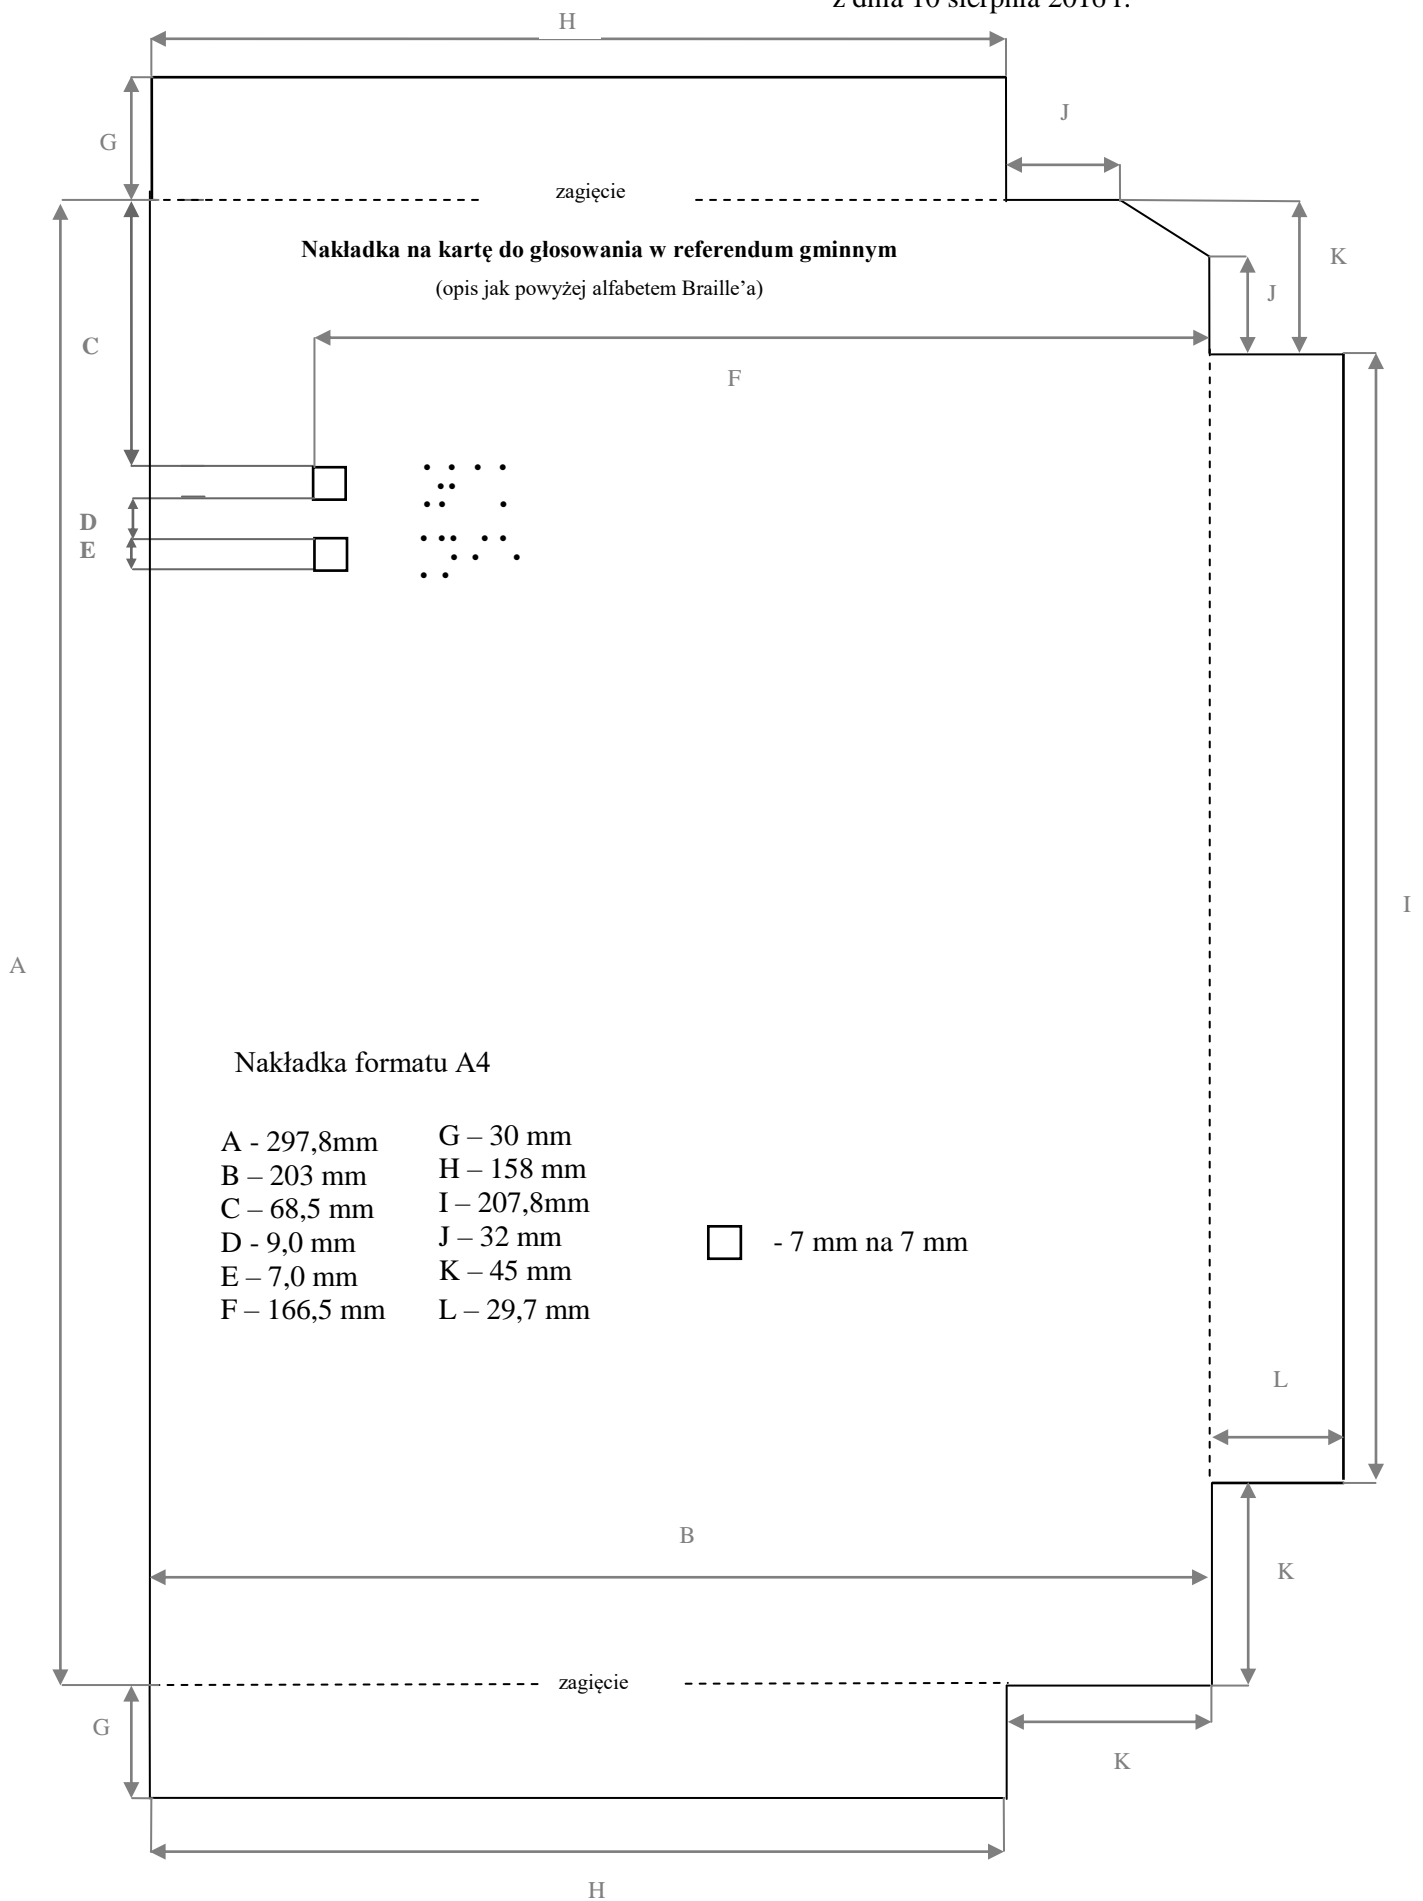 z dnia 10 sierpnia 2016 r.
H
G
J
zagięcie
Nakładka na kartę do głosowania w referendum gminnym
(opis jak powyżej alfabetem Braille’a)
K
J
C
F
D
E
I
A
Nakładka formatu A4
A - 297,8mm
B – 203 mm
C – 68,5 mm
D - 9,0 mm
E – 7,0 mm
F – 166,5 mm
G – 30 mm
H – 158 mm
I – 207,8mm
J – 32 mm
K – 45 mm
L – 29,7 mm
- 7 mm na 7 mm
L
B
K
zagięcie
G
K
H